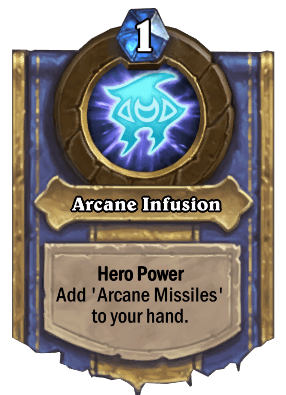 1
Arcane Infusion
Hero Power
Add 'Arcane Missiles'
to your hand.